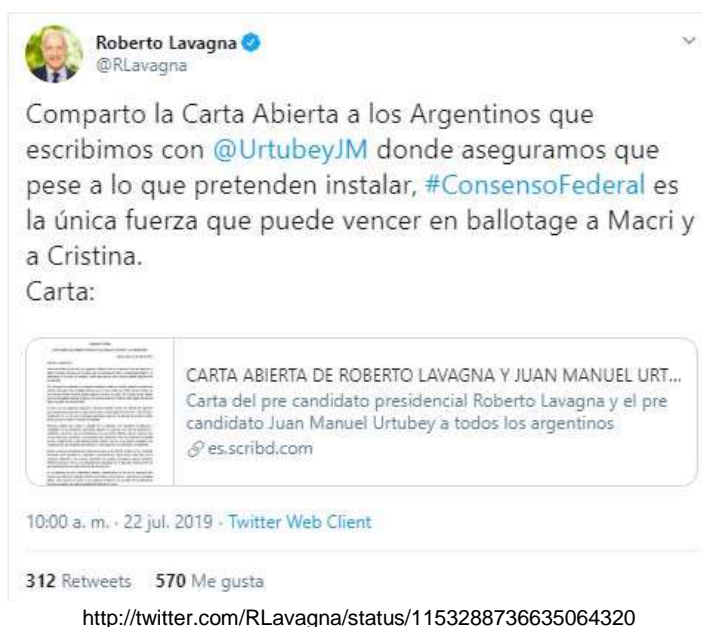 Roberto Lavagna
@RLavagna
Comparto la Carta Abierta a los Argentinos que
escribimos con @UrtubeyJM donde aseguramos que
pese a lo que pretenden instalar, #ConsensoFederal es
la única fuerza que puede vencer en ballotage a Macri y
a Cristina.
Carta:
CARTA ABIERTA DE ROBERTO LAVAGNA Y JUAN MANUEL URT...
Carta del pre candidato presidencial Roberto Lavagna y el pre
candidato Juan Manuel Urtubey a todos los argentinos
es.scribd.com
10:00 a. m. · 22 jul. 2019 · Twitter Web Client
312 Retweets 570 Me gusta
http://twitter.com/RLavagna/status/1153288736635064320